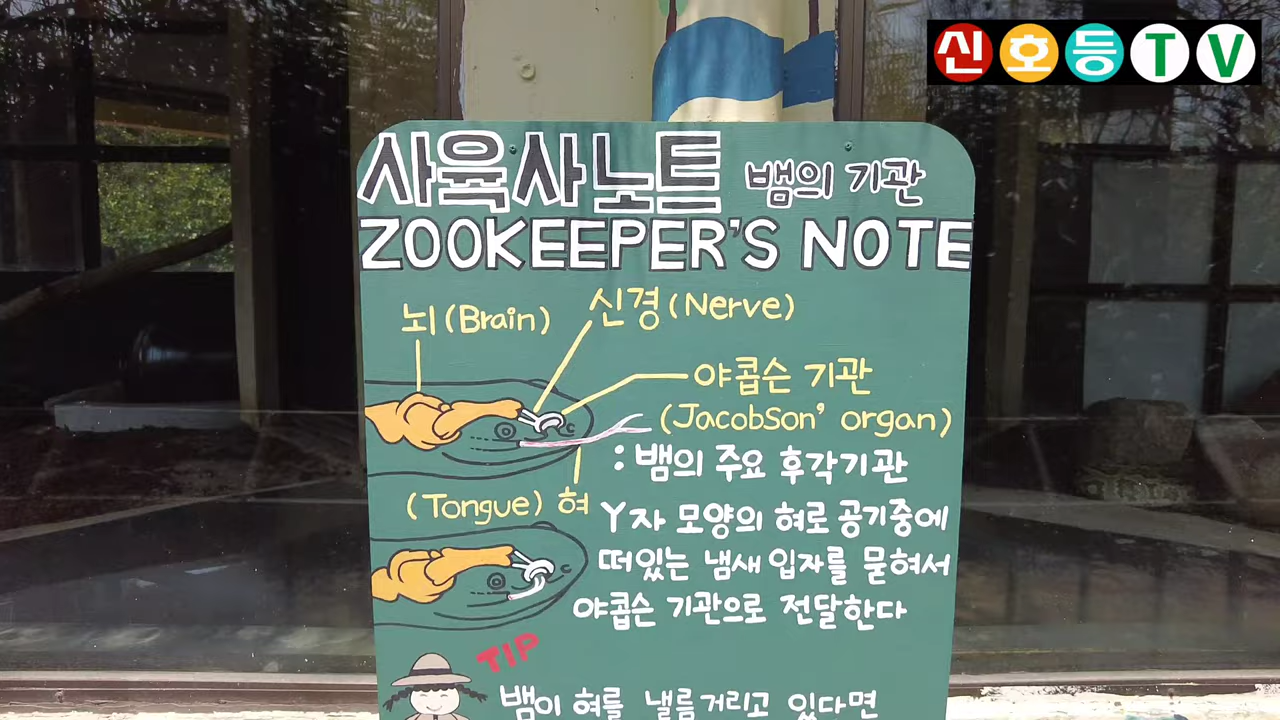 신호등TV
사육사노트 뱀의 기관
ZOOKEEPER'S NOTE
뇌(Brain) 신경(Nerve)
야콥슨 기관
(Jacobson' organ)
: 뱀의 주요 후각기관
(Tongue) 혀
Y자 모양의 혀로 공기중에
떠있는 냄새 입자를 묻혀서
야콥슨 기관으로 전달한다
TIP
뱀이 혀를 낼름거리고 있다면